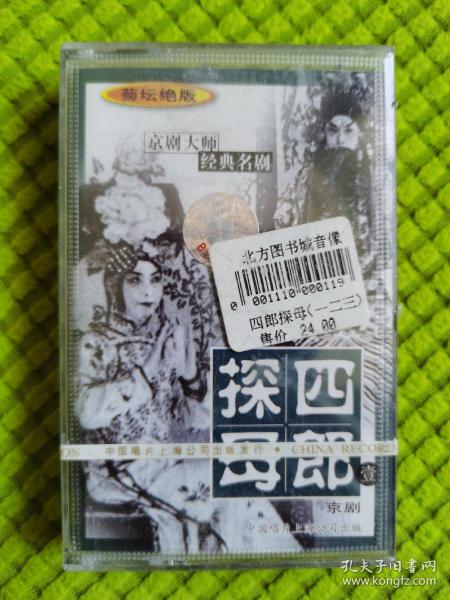 菊坛絶版
京剧大师
经典名剧
北方图书城音像
0 001110 000119
四郎探母(一二三)
售价 24.00
四郎
探母
壹
ON 中国唱片上海公司出版发行 • CHINA RECORD
京剧
中国唱片上海公司出版
孔夫子旧书网
www.kongfz.com